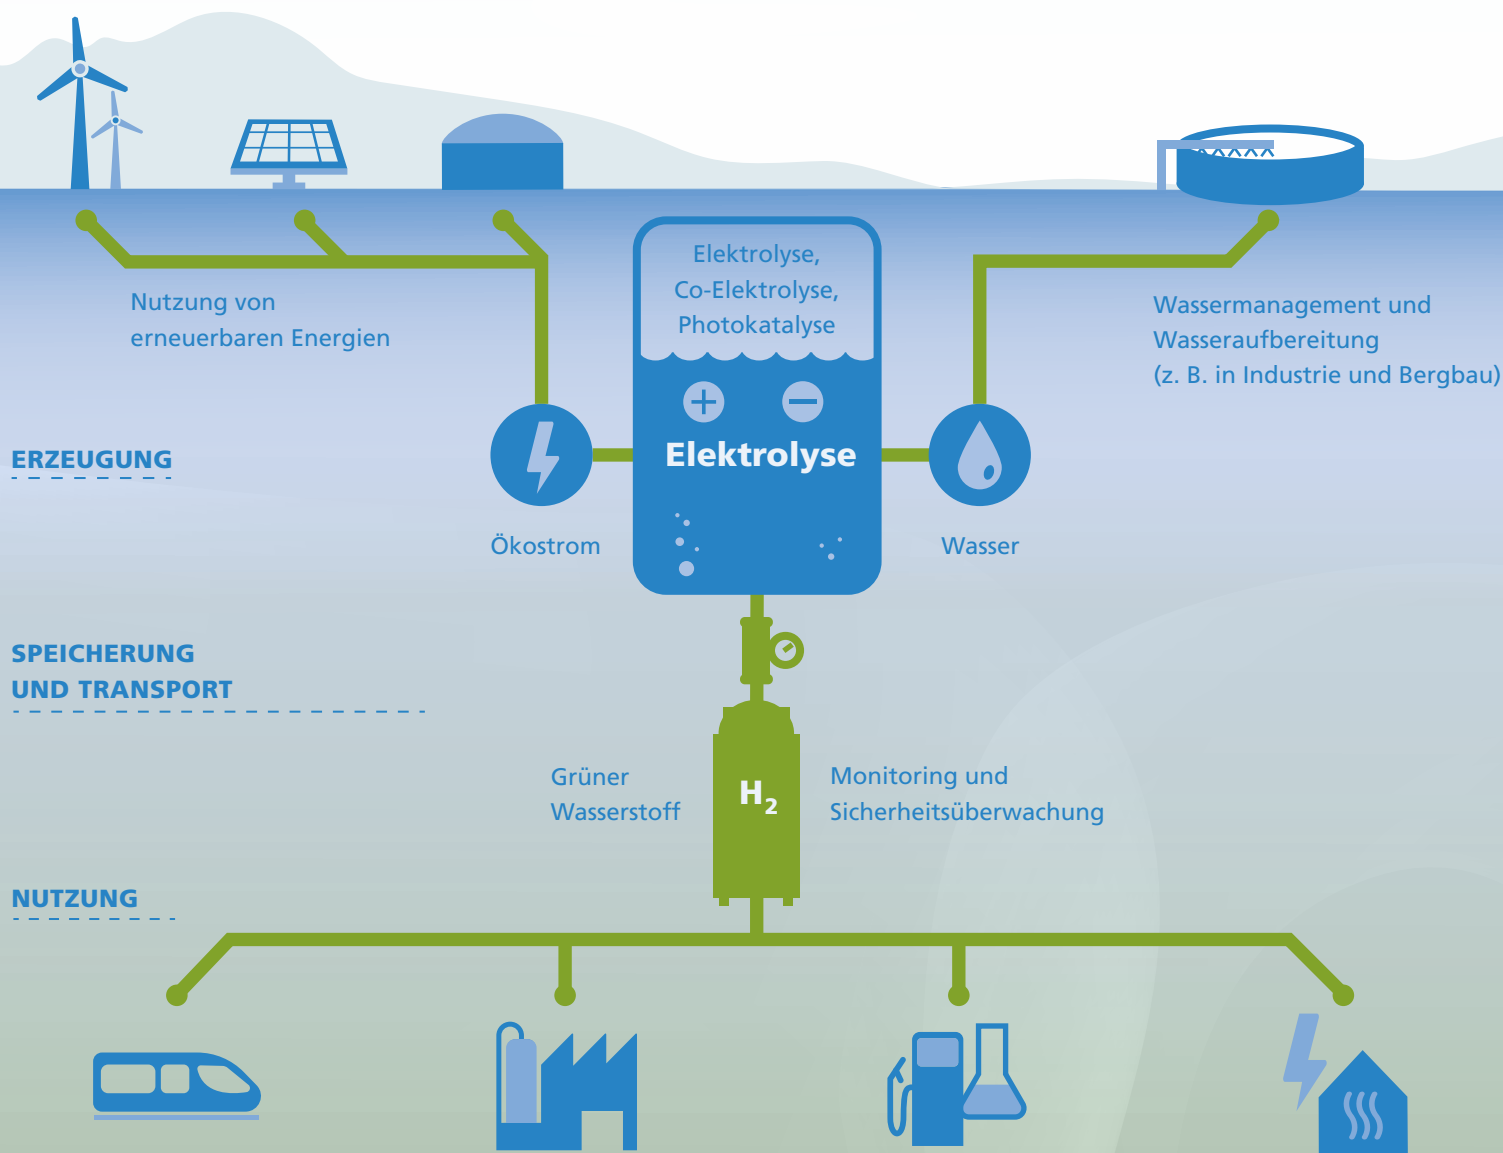 Elektrolyse,
Co-Elektrolyse,
Photokatalyse
Nutzung von
erneuerbaren Energien
Wassermanagement und
Wasseraufbereitung
(z. B. in Industrie und Bergbau)
ERZEUGUNG
Elektrolyse
Ökostrom
Wasser
SPEICHERUNG
UND TRANSPORT
Grüner
Wasserstoff
H₂
Monitoring und
Sicherheitsüberwachung
NUTZUNG